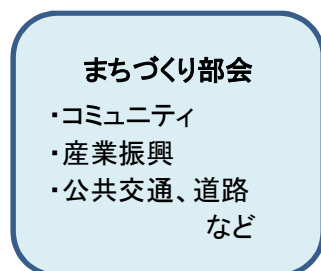 まちづくり部会
・コミュニティ
・産業振興
・公共交通、道路
など